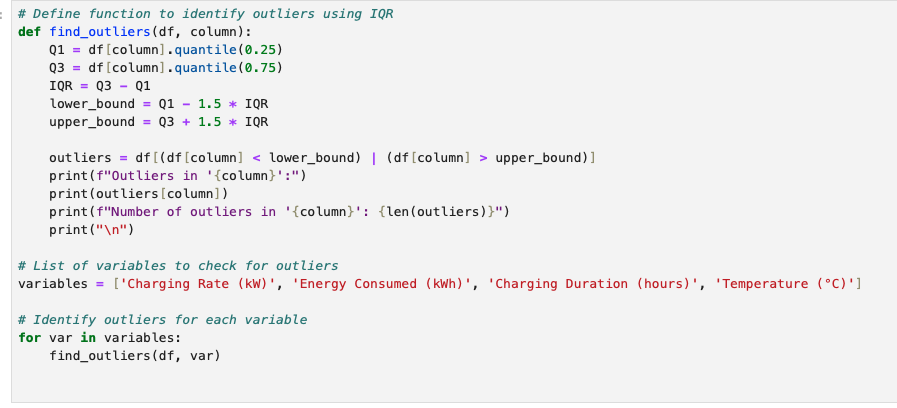 # Define function to identify outliers using IQR
def find_outliers(df, column):
    Q1 = df[column].quantile(0.25)
    Q3 = df[column].quantile(0.75)
    IQR = Q3 - Q1
    lower_bound = Q1 - 1.5 * IQR
    upper_bound = Q3 + 1.5 * IQR

    outliers = df[(df[column] < lower_bound) | (df[column] > upper_bound)]
    print(f"Outliers in '{column}':")
    print(outliers[column])
    print(f"Number of outliers in '{column}': {len(outliers)}")
    print("\n")

# List of variables to check for outliers
variables = ['Charging Rate (kW)', 'Energy Consumed (kWh)', 'Charging Duration (hours)', 'Temperature (°C)']

# Identify outliers for each variable
for var in variables:
    find_outliers(df, var)